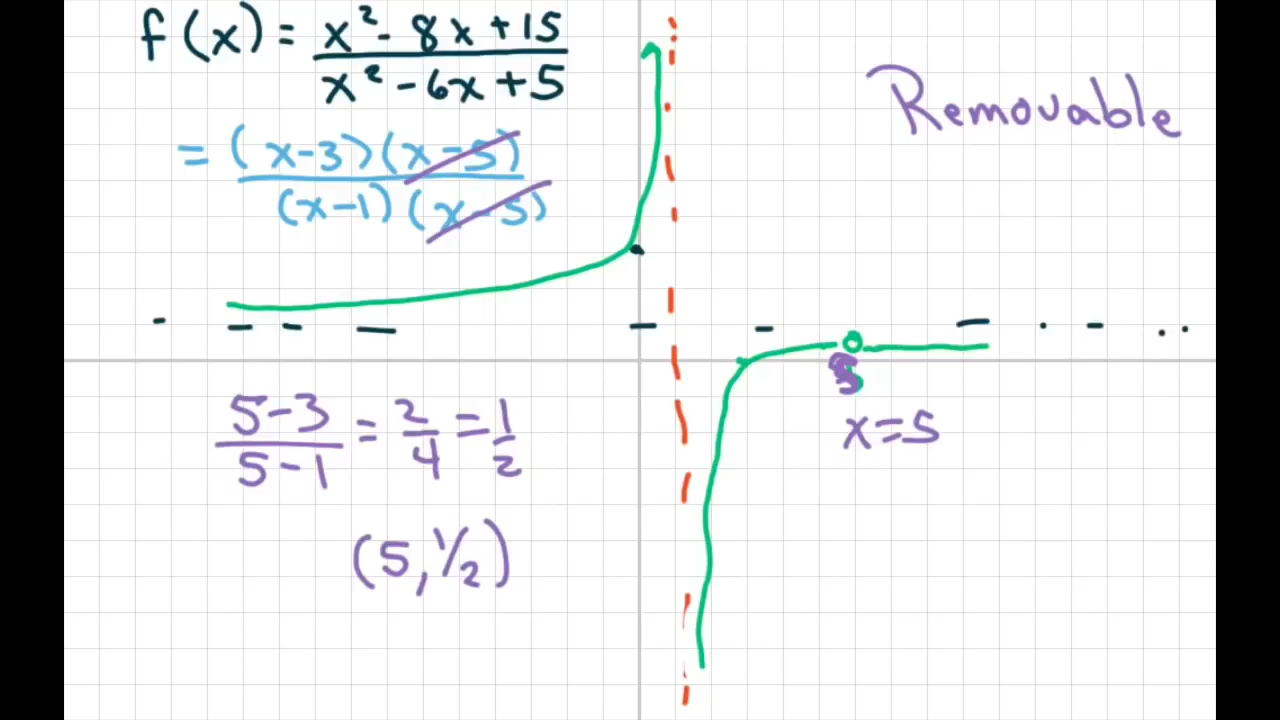 f(x) = x² - 8x + 15 / x² - 6x + 5
= (x-3)(x-5) / (x-1)(x-5)
Removable
5-3 / 5-1 = 2/4 = 1/2
(5, 1/2)
5
x=5